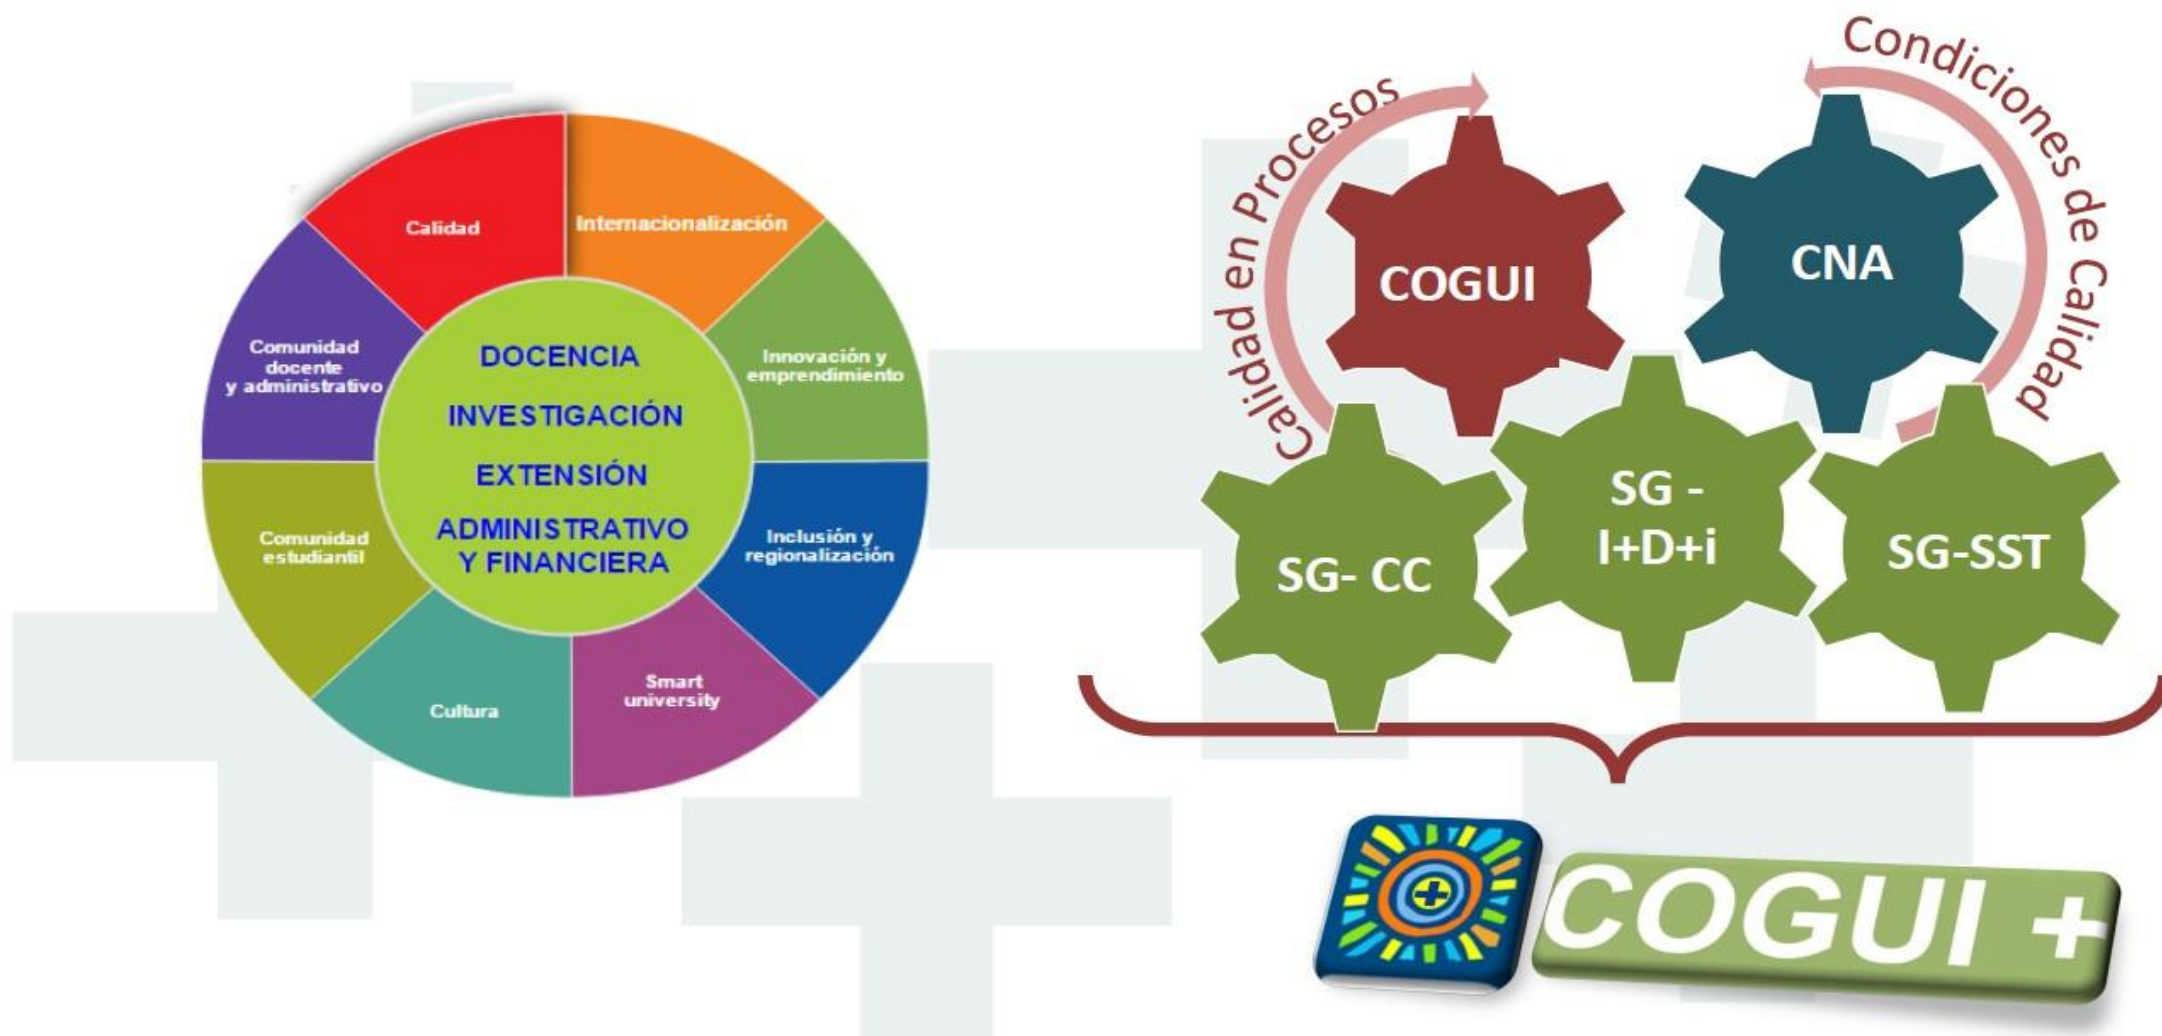 Calidad
Internacionalización
Innovación y
emprendimiento
Inclusión y
regionalización
Smart
university
Cultura
Comunidad
estudiantil
Comunidad
docente
y administrativo
DOCENCIA
INVESTIGACIÓN
EXTENSIÓN
ADMINISTRATIVO
Y FINANCIERA
Calidad en Procesos
Condiciones de Calidad
COGUI
CNA
SG- CC
SG -
I+D+i
SG-SST
COGUI +